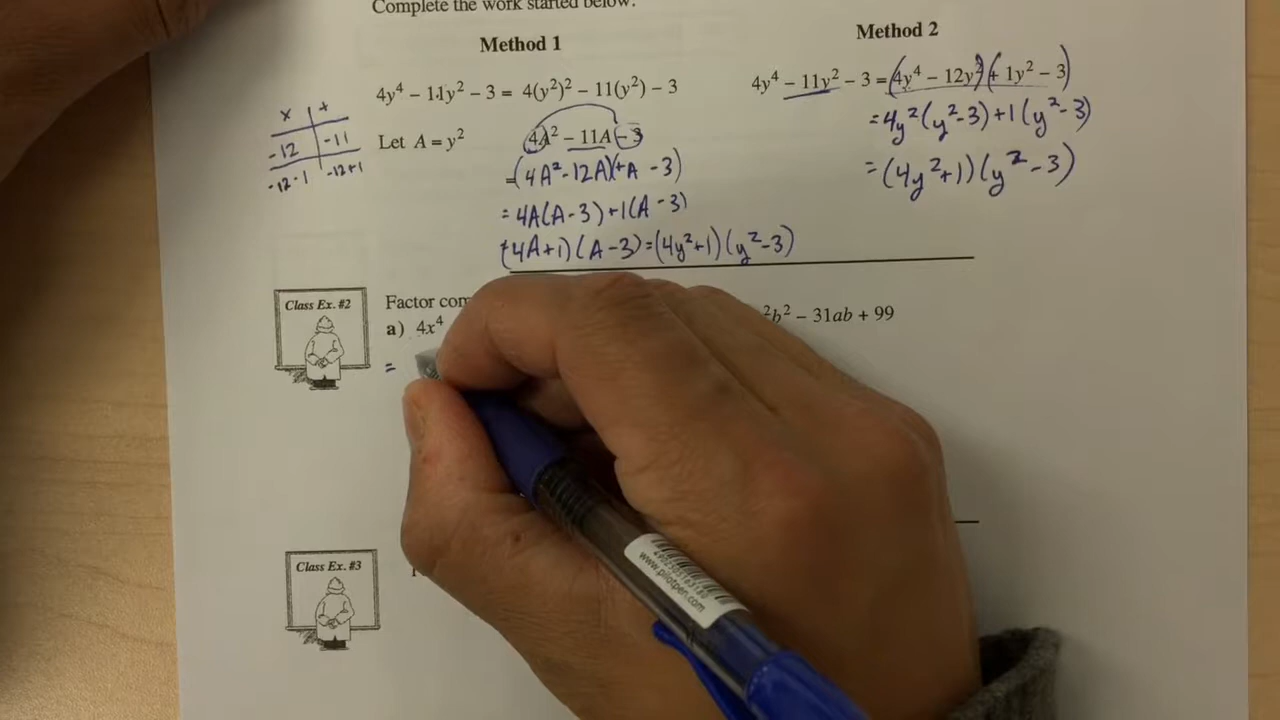 Complete the work started below.
Method 1
4y⁴ − 11y² − 3 = 4(y²)² − 11(y²) − 3
Let A = y²
4A² − 11A − 3
= (4A² - 12A)(+A - 3)
= 4A(A - 3) + 1(A - 3)
(4A+1)(A-3) = (4y²+1)(y²-3)
x | +
-12 | -11
-12 -1 | -12+1
Method 2
4y⁴ − 11y² − 3 = (4y⁴ − 12y²)(+ 1y² − 3)
= 4y²(y²-3)+1(y²-3)
= (4y²+1)(y²-3)
Class Ex. #2
Factor
a) 4x⁴
=
²b² − 31ab + 99
Class Ex. #3
www.pilotpen.com